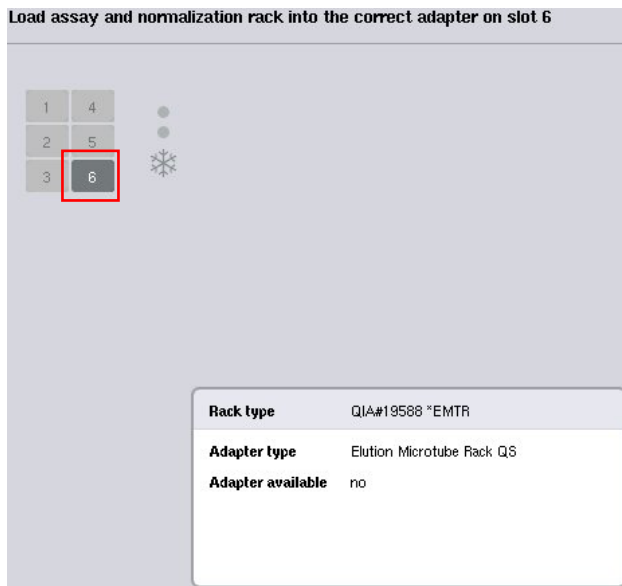 Load assay and normalization rack into the correct adapter on slot 6
1 4
2 5
3 6
Rack type QIA#19588 *EMTR
Adapter type Elution Microtube Rack QS
Adapter available no